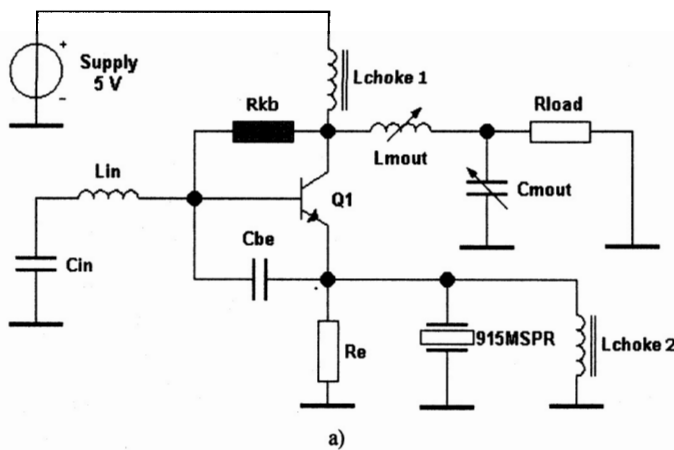 +
Supply
5 V
-
Lchoke 1
Rkb
Rload
Lmout
Lin
Q1
Cmout
Cbe
Cin
915MSPR
Re
Lchoke 2
a)